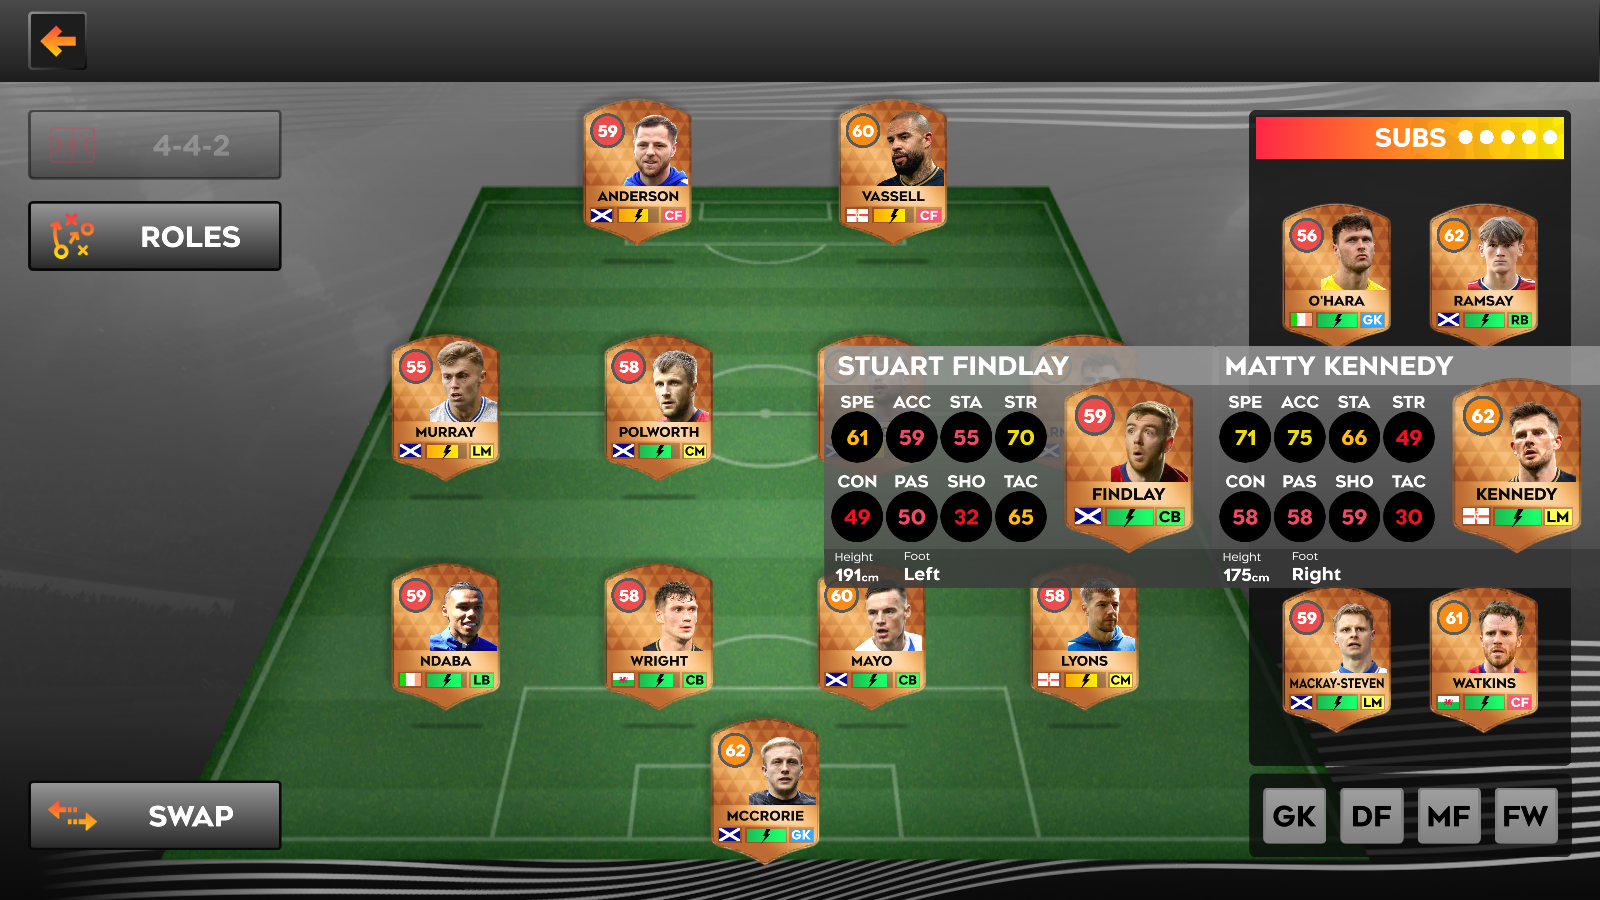 59
ANDERSON
CF
60
VASSELL
CF
4-4-2
ROLES
SUBS
56
O'HARA
GK
62
RAMSAY
RB
55
MURRAY
LM
58
POLWORTH
CM
STUART FINDLAY
SPE ACC STA STR
61 59 55 70
CON PAS SHO TAC
49 50 32 65
Height Foot
191cm Left
59
FINDLAY
CB
MATTY KENNEDY
SPE ACC STA STR
71 75 66 49
CON PAS SHO TAC
58 58 59 30
Height Foot
175cm Right
62
KENNEDY
LM
59
NDABA
LB
58
WRIGHT
CB
60
MAYO
CB
58
LYONS
CM
59
MACKAY-STEVEN
LM
61
WATKINS
CF
62
MCCRORIE
GK
SWAP
GK DF MF FW